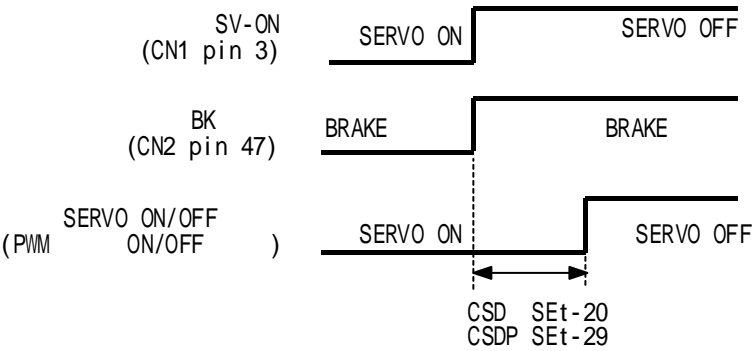 SV-ON
(CN1 pin 3)
SERVO ON
SERVO OFF
BK
(CN2 pin 47)
BRAKE
BRAKE
SERVO ON/OFF
(PWM ON/OFF )
SERVO ON
SERVO OFF
CSD SEt-20
CSDP SEt-29